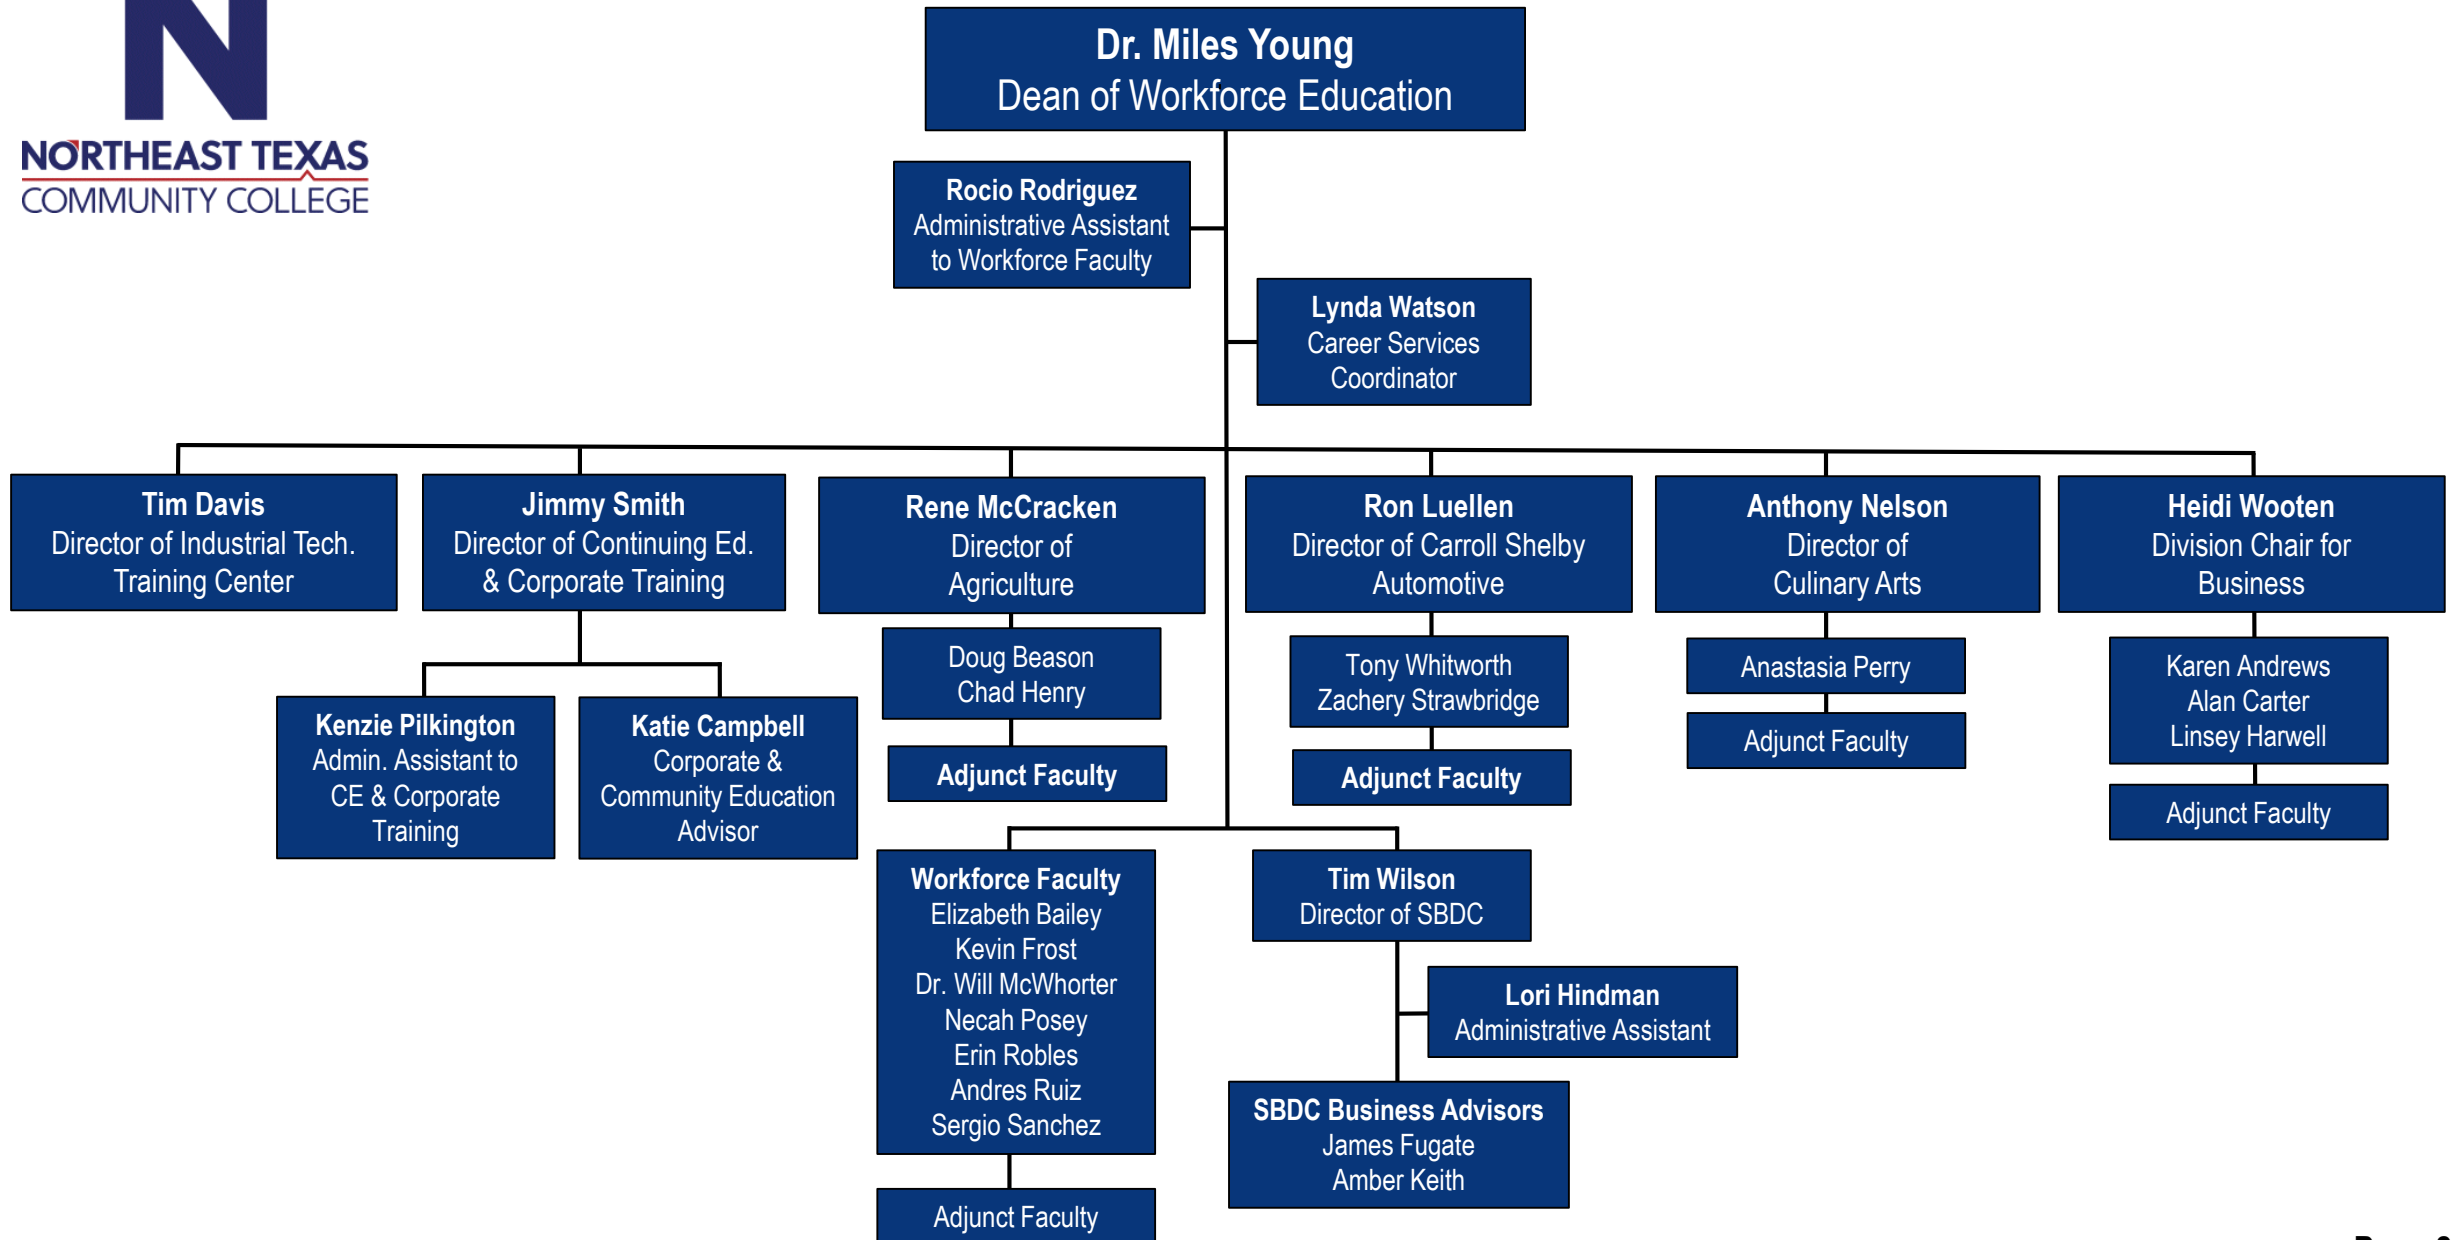 N
NORTHEAST TEXAS
COMMUNITY COLLEGE
Dr. Miles Young
Dean of Workforce Education
Rocio Rodriguez
Administrative Assistant
to Workforce Faculty
Lynda Watson
Career Services
Coordinator
Tim Davis
Director of Industrial Tech.
Training Center
Jimmy Smith
Director of Continuing Ed.
& Corporate Training
Rene McCracken
Director of
Agriculture
Ron Luellen
Director of Carroll Shelby
Automotive
Anthony Nelson
Director of
Culinary Arts
Heidi Wooten
Division Chair for
Business
Kenzie Pilkington
Admin. Assistant to
CE & Corporate
Training
Katie Campbell
Corporate &
Community Education
Advisor
Doug Beason
Chad Henry
Adjunct Faculty
Tony Whitworth
Zachery Strawbridge
Adjunct Faculty
Anastasia Perry
Adjunct Faculty
Karen Andrews
Alan Carter
Linsey Harwell
Adjunct Faculty
Workforce Faculty
Elizabeth Bailey
Kevin Frost
Dr. Will McWhorter
Necah Posey
Erin Robles
Andres Ruiz
Sergio Sanchez
Adjunct Faculty
Tim Wilson
Director of SBDC
Lori Hindman
Administrative Assistant
SBDC Business Advisors
James Fugate
Amber Keith